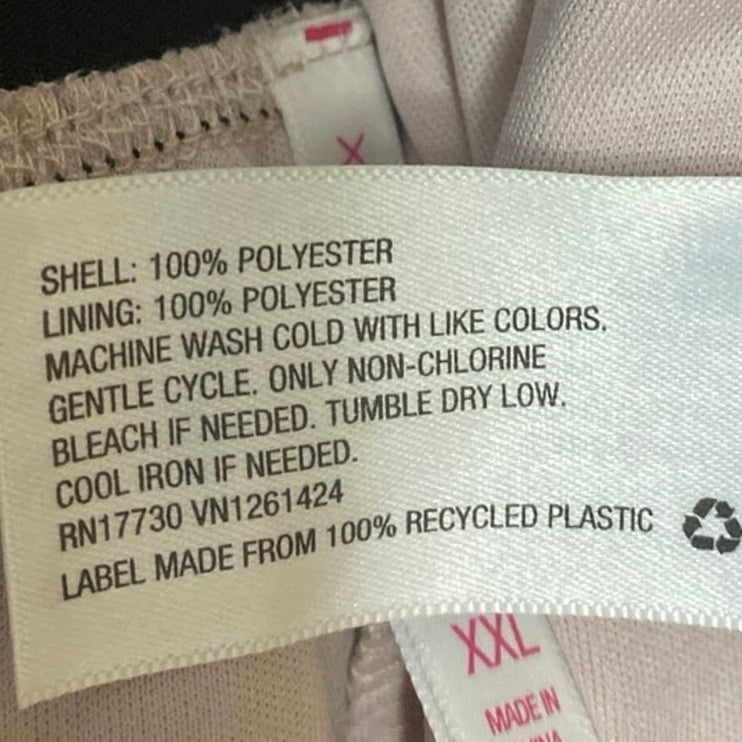 X
SHELL: 100% POLYESTER
LINING: 100% POLYESTER
MACHINE WASH COLD WITH LIKE COLORS.
GENTLE CYCLE. ONLY NON-CHLORINE
BLEACH IF NEEDED. TUMBLE DRY LOW.
COOL IRON IF NEEDED.
RN17730 VN1261424
LABEL MADE FROM 100% RECYCLED PLASTIC
XXL
MADE IN